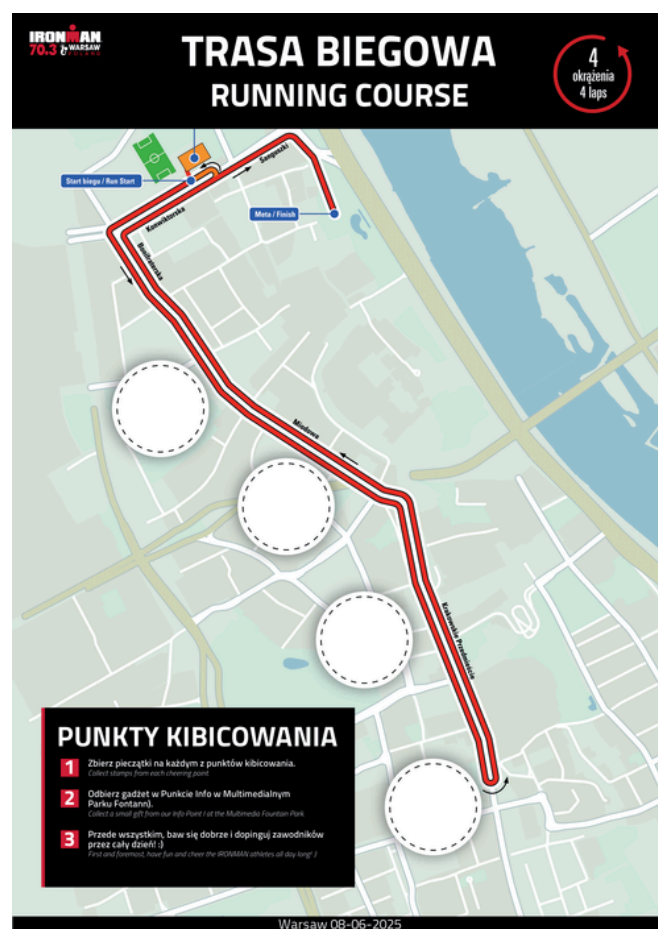 IRONMAN
70.3 WARSAW
POLAND
TRASA BIEGOWA
RUNNING COURSE
4
okrążenia
4 laps
Sanguszki
Start biegu / Run Start
Meta / Finish
Konwiktorska
Bonifraterska
Miodowa
Krakowskie Przedmieście
PUNKTY KIBICOWANIA
1
Zbierz pieczątki na każdym z punktów kibicowania.
Collect stamps from each cheering point
2
Odbierz gadżet w Punkcie Info w Multimedialnym
Parku Fontann).
Collect a small gift from our Info Point ( at the Multimedia Fountain Park
3
Przede wszystkim, baw się dobrze i dopinguj zawodników
przez cały dzień! :)
First and foremost, have fun and cheer the IRONMAN athletes all day long! :)
Warsaw 08-06-2025